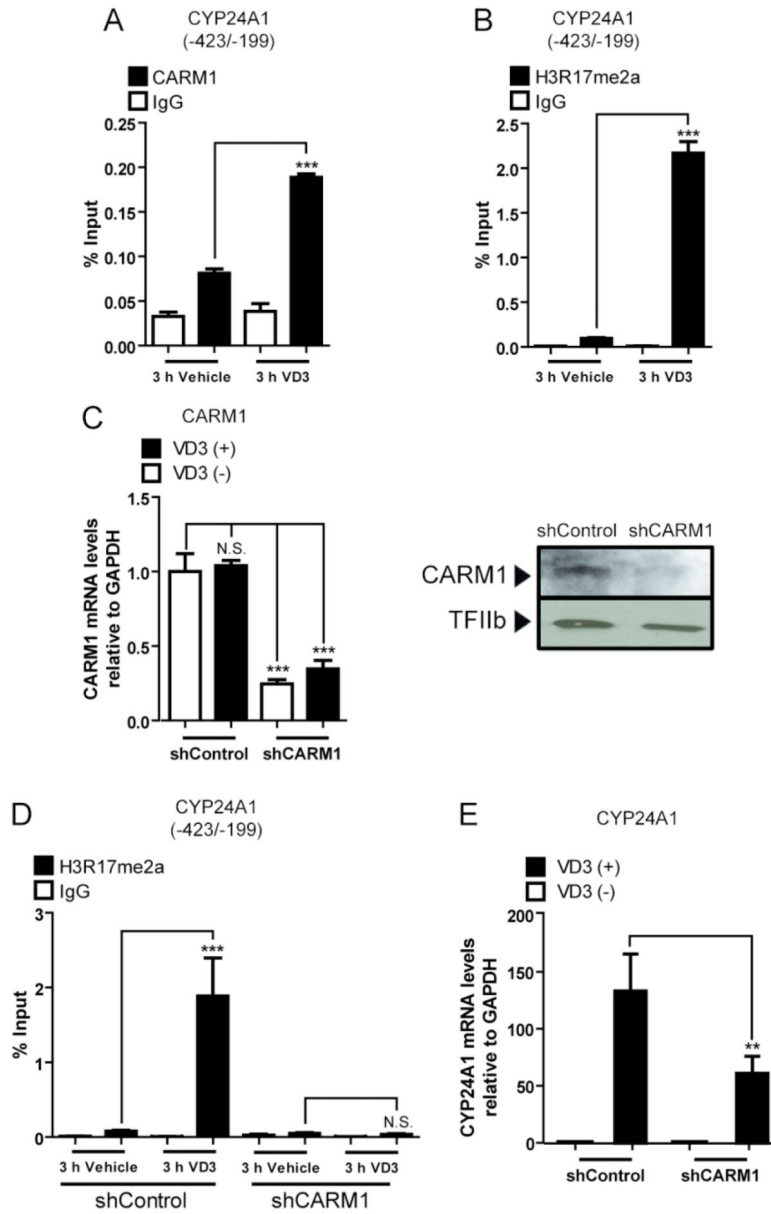 A
CYP24A1
(-423/-199)
CARM1
IgG
% Input
0.25
0.20
0.15
0.10
0.05
0.00
***
3 h Vehicle
3 h VD3
B
CYP24A1
(-423/-199)
H3R17me2a
IgG
% Input
2.5
2.0
1.5
1.0
0.5
0.0
***
3 h Vehicle
3 h VD3
C
CARM1
VD3 (+)
VD3 (-)
CARM1 mRNA levels
relative to GAPDH
1.5
1.0
0.5
0.0
N.S.
***
***
shControl
shCARM1
shControl
shCARM1
CARM1
TFIIb
D
CYP24A1
(-423/-199)
H3R17me2a
IgG
% Input
3
2
1
0
***
N.S.
3 h Vehicle
3 h VD3
3 h Vehicle
3 h VD3
shControl
shCARM1
E
CYP24A1
VD3 (+)
VD3 (-)
CYP24A1 mRNA levels
relative to GAPDH
200
150
100
50
0
**
shControl
shCARM1